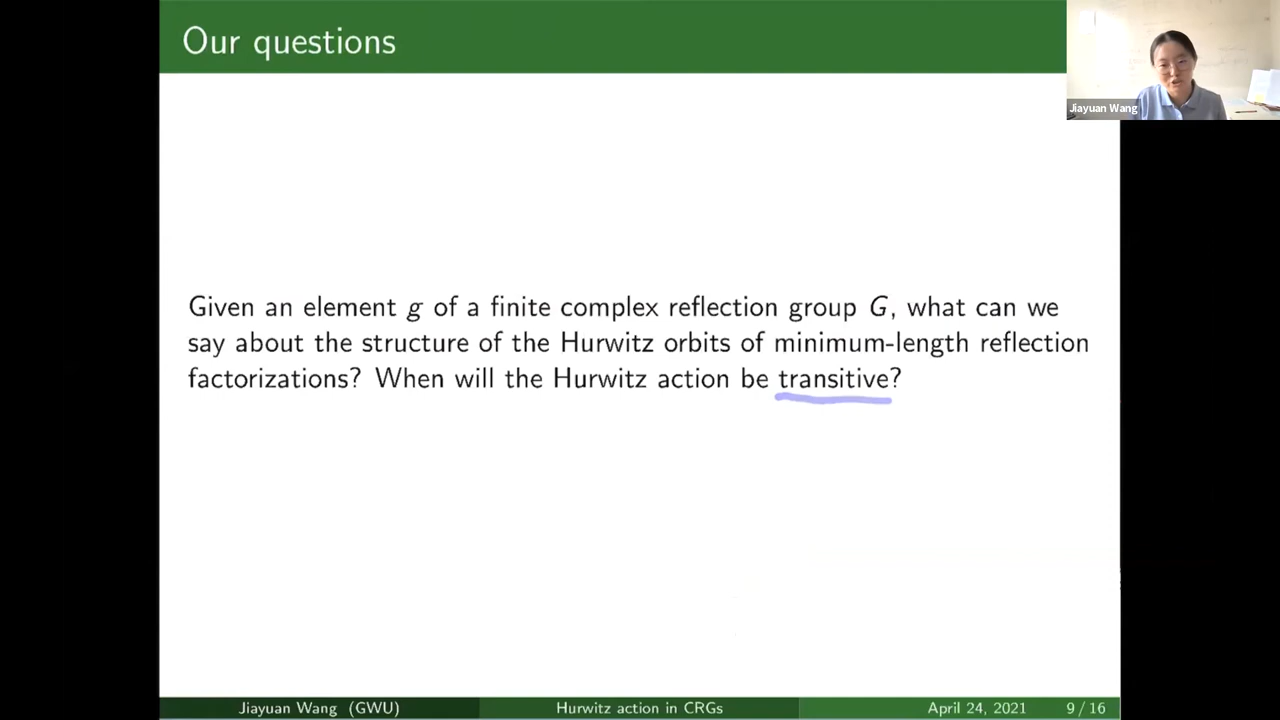 Our questions
Jiayuan Wang
Given an element g of a finite complex reflection group G, what can we
say about the structure of the Hurwitz orbits of minimum-length reflection
factorizations? When will the Hurwitz action be transitive?
Jiayuan Wang (GWU)
Hurwitz action in CRGs
April 24, 2021
9 / 16